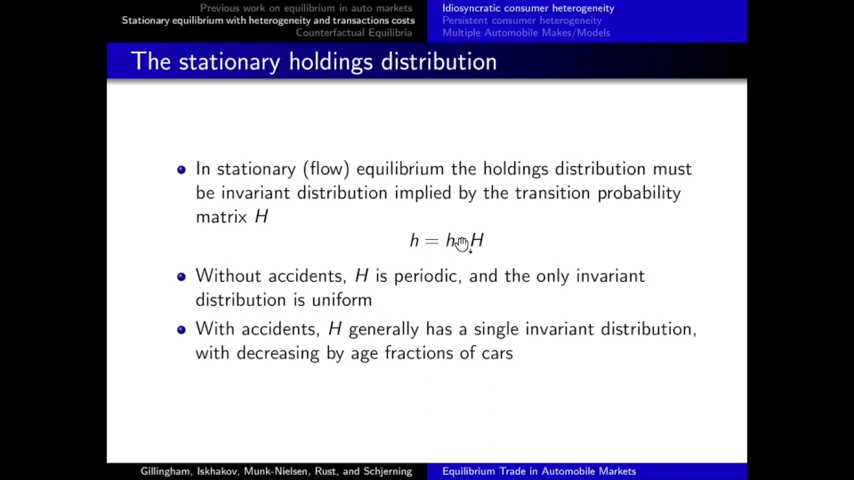 Previous work on equilibrium in auto markets
Stationary equilibrium with heterogeneity and transactions costs
Counterfactual Equilibria
Idiosyncratic consumer heterogeneity
Persistent consumer heterogeneity
Multiple Automobile Makes/Models
The stationary holdings distribution
In stationary (flow) equilibrium the holdings distribution must
be invariant distribution implied by the transition probability
matrix H
h = h H
Without accidents, H is periodic, and the only invariant
distribution is uniform
With accidents, H generally has a single invariant distribution,
with decreasing by age fractions of cars
Gillingham, Iskhakov, Munk-Nielsen, Rust, and Schjerning
Equilibrium Trade in Automobile Markets